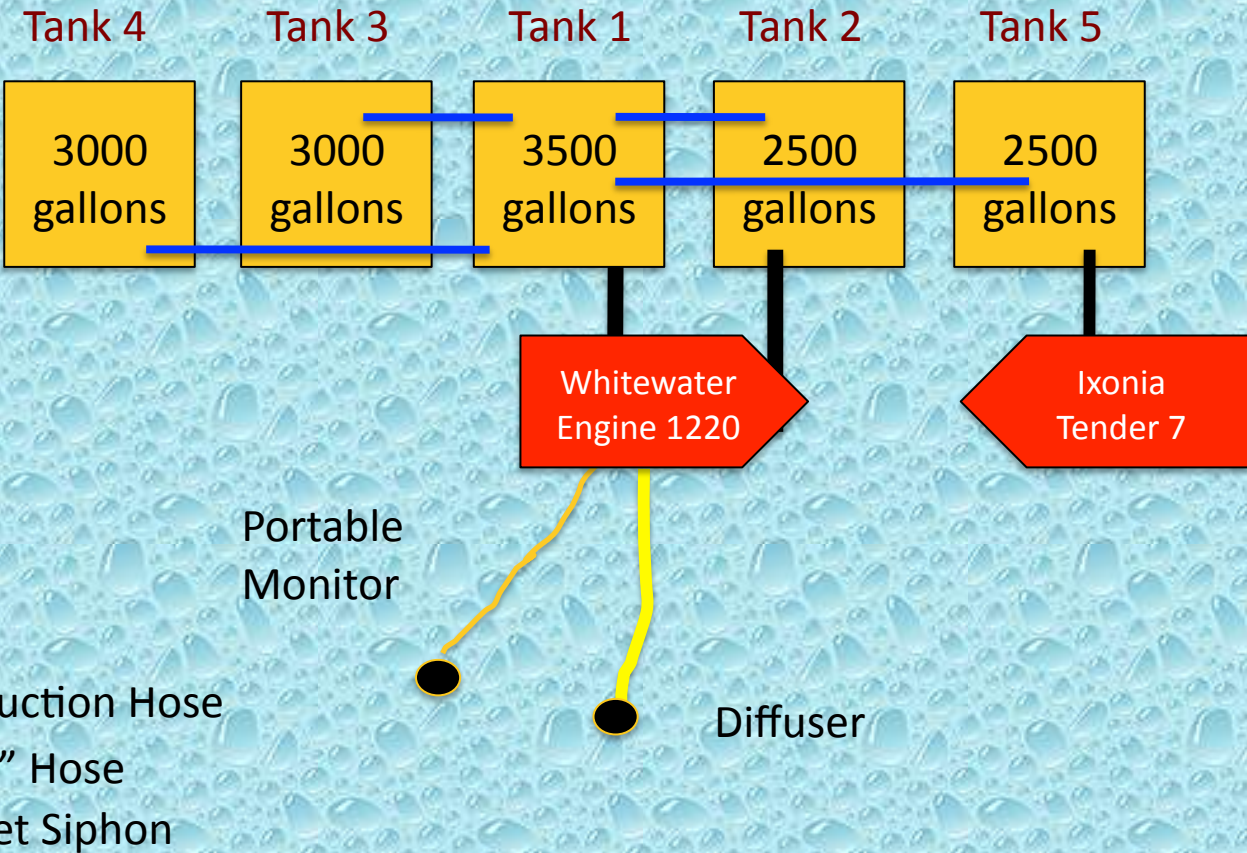 Tank 4 Tank 3 Tank 1 Tank 2 Tank 5
3000 3000 3500 2500 2500
gallons gallons gallons gallons gallons
Whitewater
Engine 1220
Ixonia
Tender 7
Portable
Monitor
uction Hose
” Hose
et Siphon
Diffuser